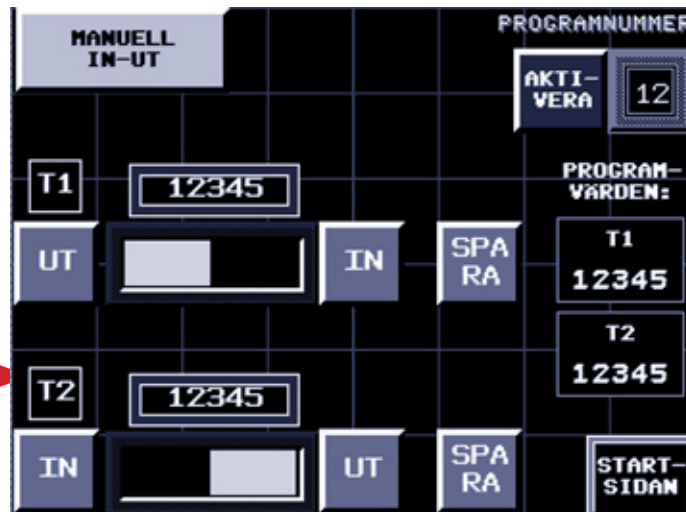 MANUELL
IN-UT
PROGRAMNUMMER
AKTI-
VERA
12
T1
12345
PROGRAM-
VÄRDEN:
UT
IN
SPA
RA
T1
12345
T2
12345
T2
12345
IN
UT
SPA
RA
START-
SIDAN